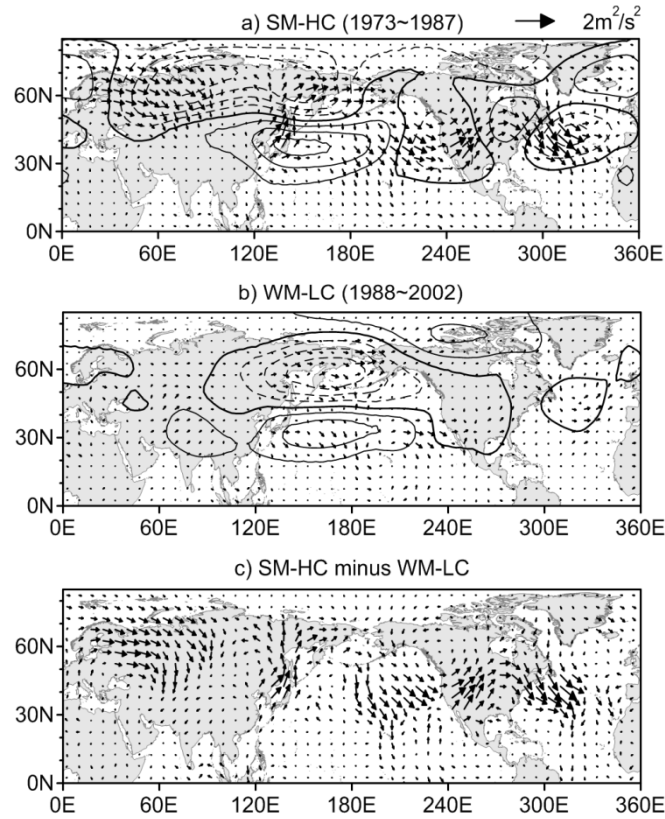 a) SM-HC (1973~1987) 2m²/s²
60N
30N
0N
0E 60E 120E 180E 240E 300E 360E
b) WM-LC (1988~2002)
60N
30N
0N
0E 60E 120E 180E 240E 300E 360E
c) SM-HC minus WM-LC
60N
30N
0N
0E 60E 120E 180E 240E 300E 360E